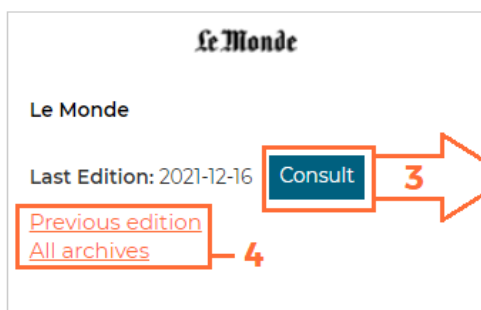 Le Monde
Le Monde
Last Edition: 2021-12-16 Consult 3
Previous edition
All archives 4